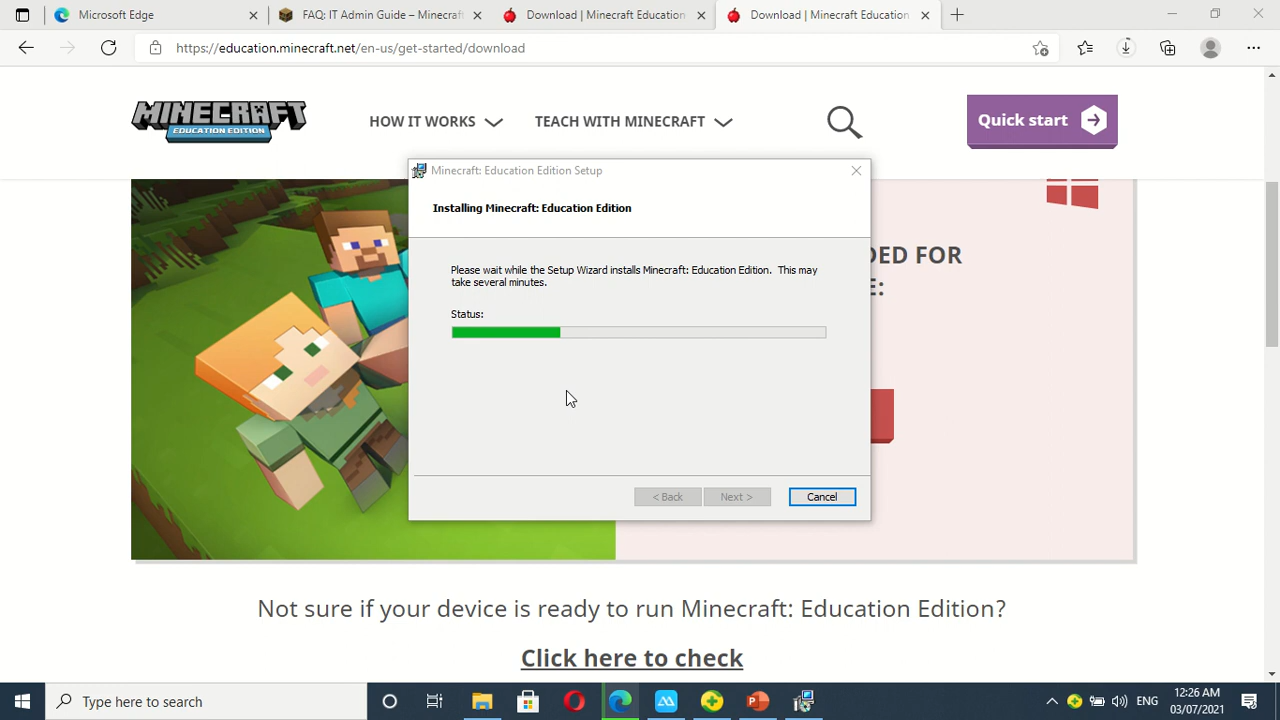 Microsoft Edge
FAQ: IT Admin Guide – Minecraft
Download | Minecraft Education
Download | Minecraft Education
https://education.minecraft.net/en-us/get-started/download
MINECRAFT
EDUCATION EDITION
HOW IT WORKS
TEACH WITH MINECRAFT
Quick start
Minecraft: Education Edition Setup
Installing Minecraft: Education Edition
Please wait while the Setup Wizard installs Minecraft: Education Edition. This may
take several minutes.
Status:
< Back
Next >
Cancel
DED FOR
E:
Not sure if your device is ready to run Minecraft: Education Edition?
Click here to check
Type here to search
ENG
12:26 AM
03/07/2021